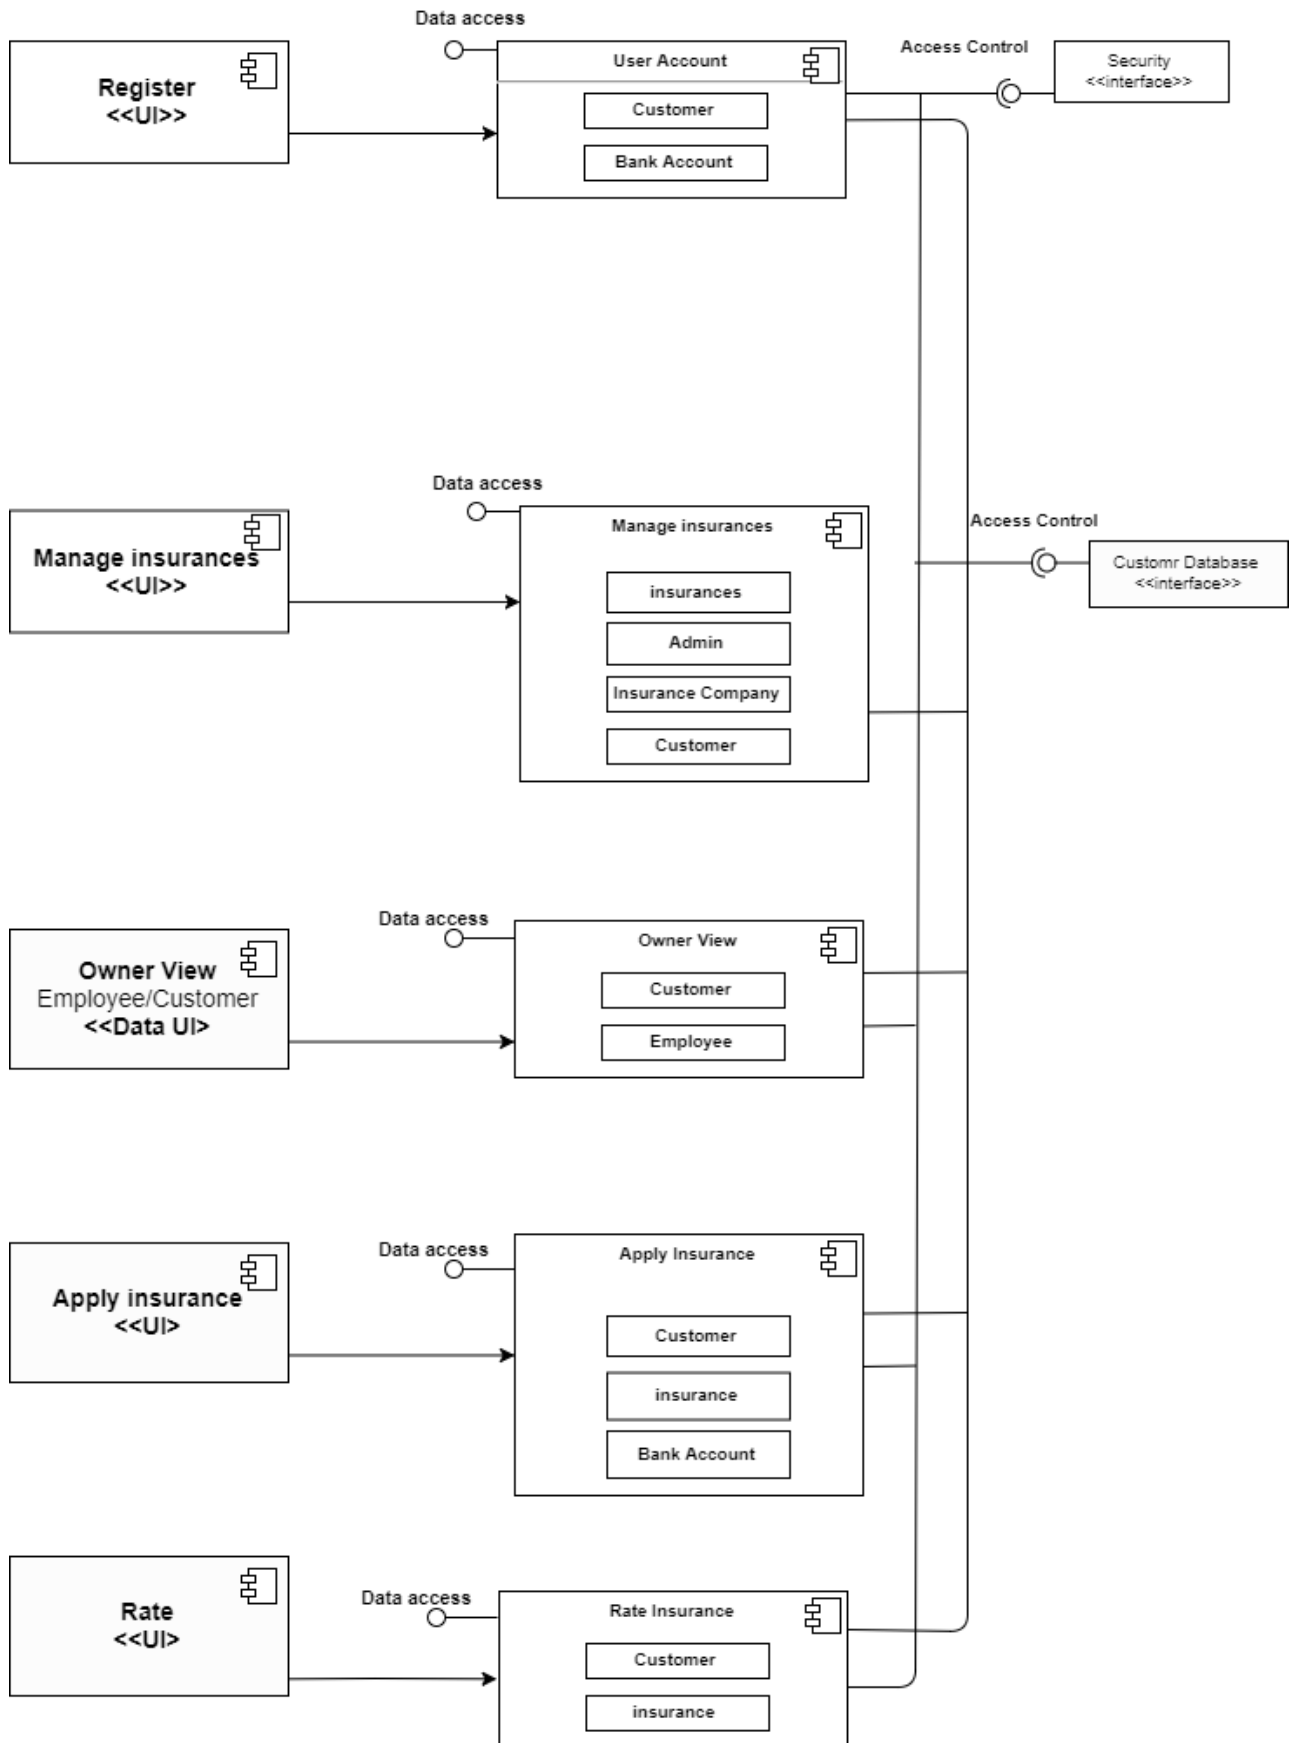 Data access
Register
<<UI>>
User Account
Customer
Bank Account
Access Control
Security
<<interface>>
Data access
Manage insurances
<<UI>>
Manage insurances
insurances
Admin
Insurance Company
Customer
Access Control
Customr Database
<<interface>>
Data access
Owner View
Employee/Customer
<<Data UI>
Owner View
Customer
Employee
Data access
Apply insurance
<<UI>
Apply Insurance
Customer
insurance
Bank Account
Data access
Rate
<<UI>
Rate Insurance
Customer
insurance